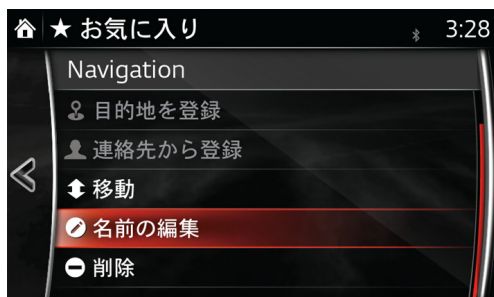 ★ お気に入り 3:28
Navigation
目的地を登録
連絡先から登録
移動
名前の編集
削除